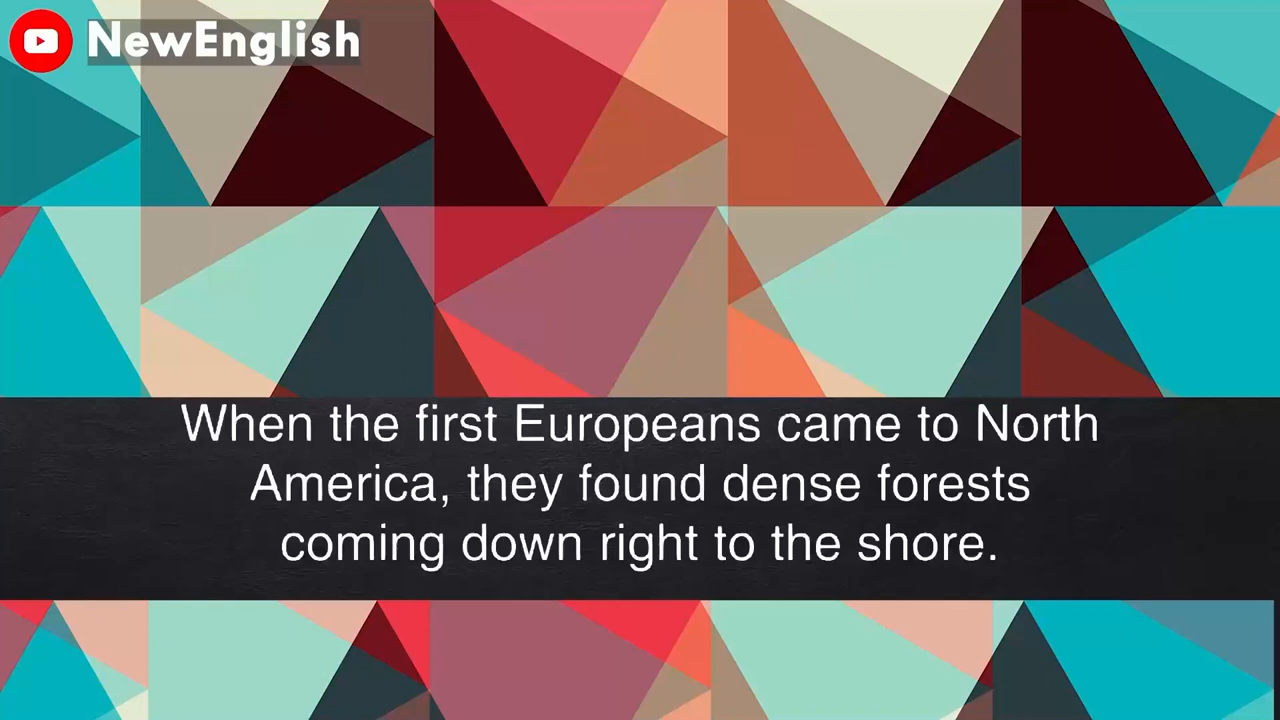 NewEnglish
When the first Europeans came to North
America, they found dense forests
coming down right to the shore.